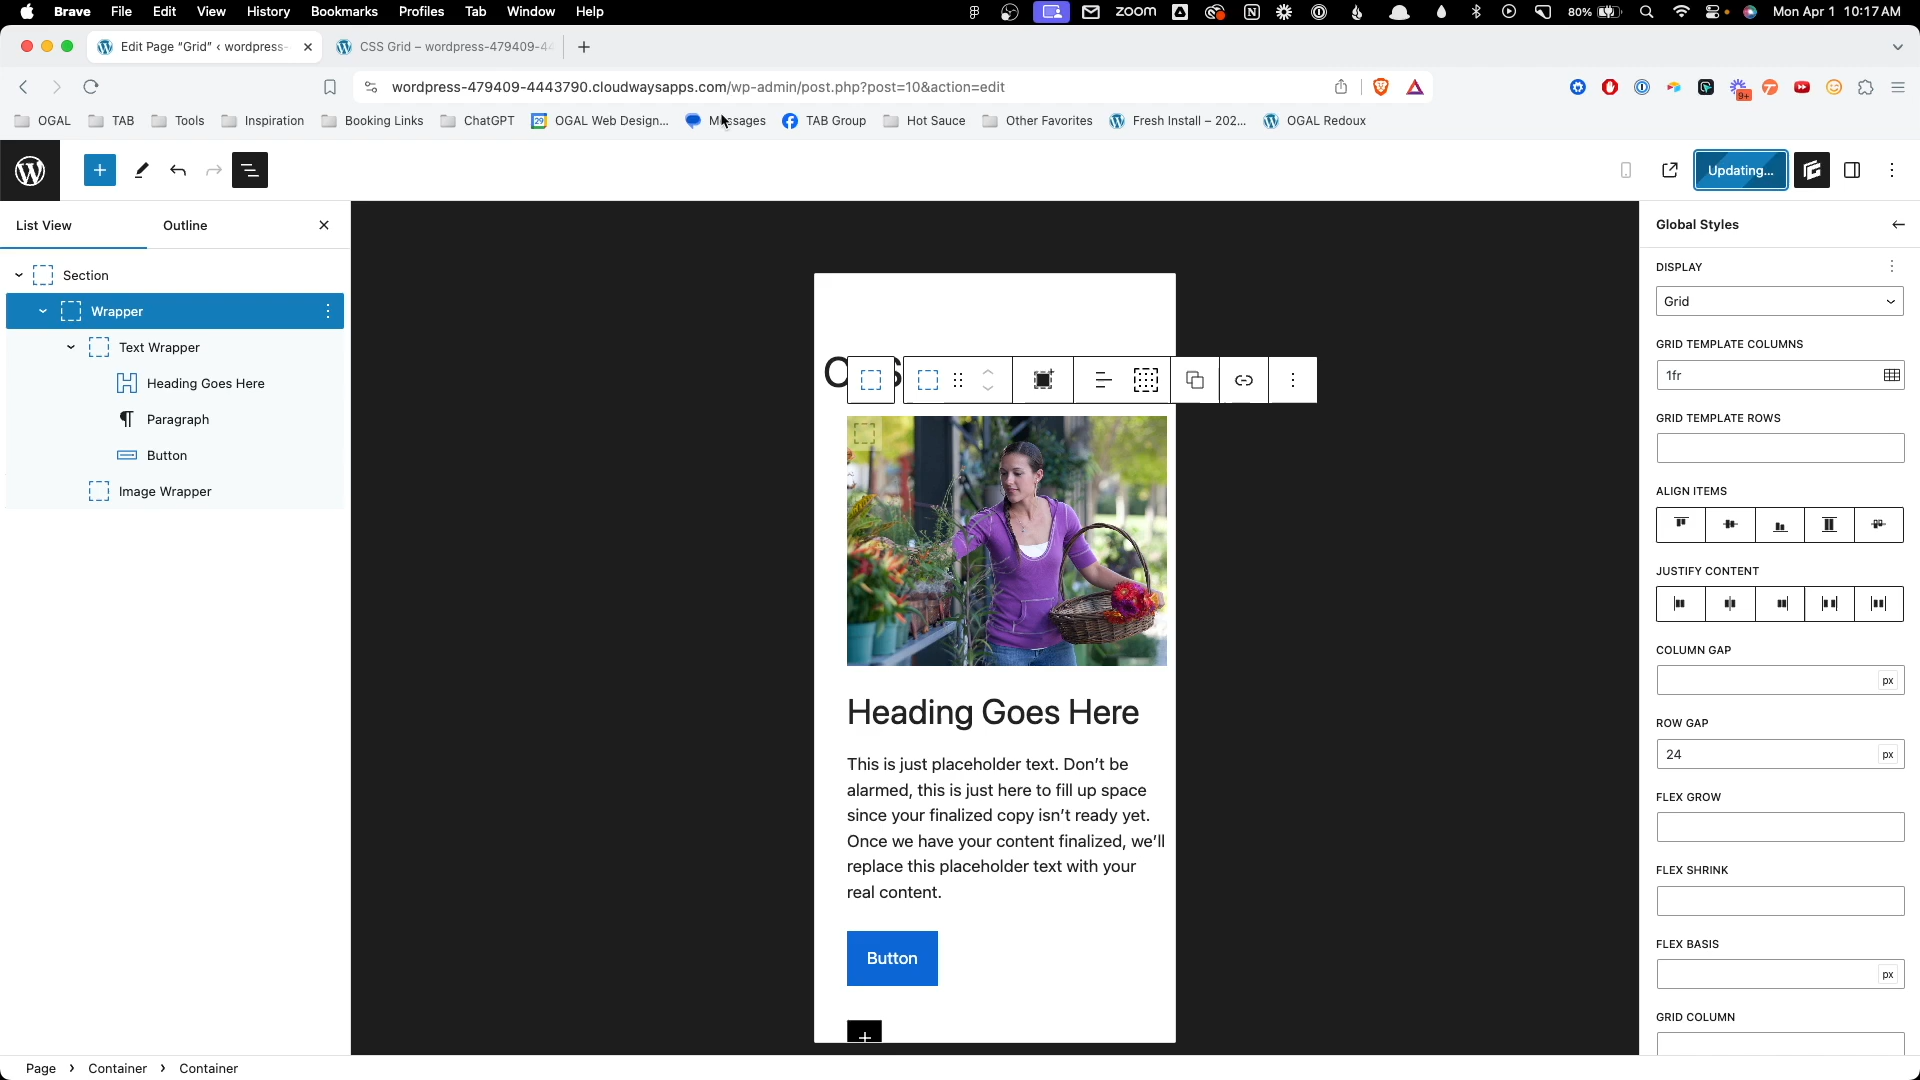 Brave File Edit View History Bookmarks Profiles Tab Window Help zoom 80% Mon Apr 1 10:17 AM
Edit Page "Grid" ‹ wordpress- CSS Grid – wordpress-479409-44
wordpress-479409-4443790.cloudwaysapps.com/wp-admin/post.php?post=10&action=edit 9+
OGAL TAB Tools Inspiration Booking Links ChatGPT 29 OGAL Web Design... Messages TAB Group Hot Sauce Other Favorites Fresh Install – 202... OGAL Redoux
Updating...
List View Outline
Section
Wrapper
Text Wrapper
Heading Goes Here
Paragraph
Button
Image Wrapper
Heading Goes Here
This is just placeholder text. Don't be
alarmed, this is just here to fill up space
since your finalized copy isn't ready yet.
Once we have your content finalized, we'll
replace this placeholder text with your
real content.
Button
Global Styles
DISPLAY
Grid
GRID TEMPLATE COLUMNS
1fr
GRID TEMPLATE ROWS
ALIGN ITEMS
JUSTIFY CONTENT
COLUMN GAP
px
ROW GAP
24 px
FLEX GROW
FLEX SHRINK
FLEX BASIS
px
GRID COLUMN
Page › Container › Container